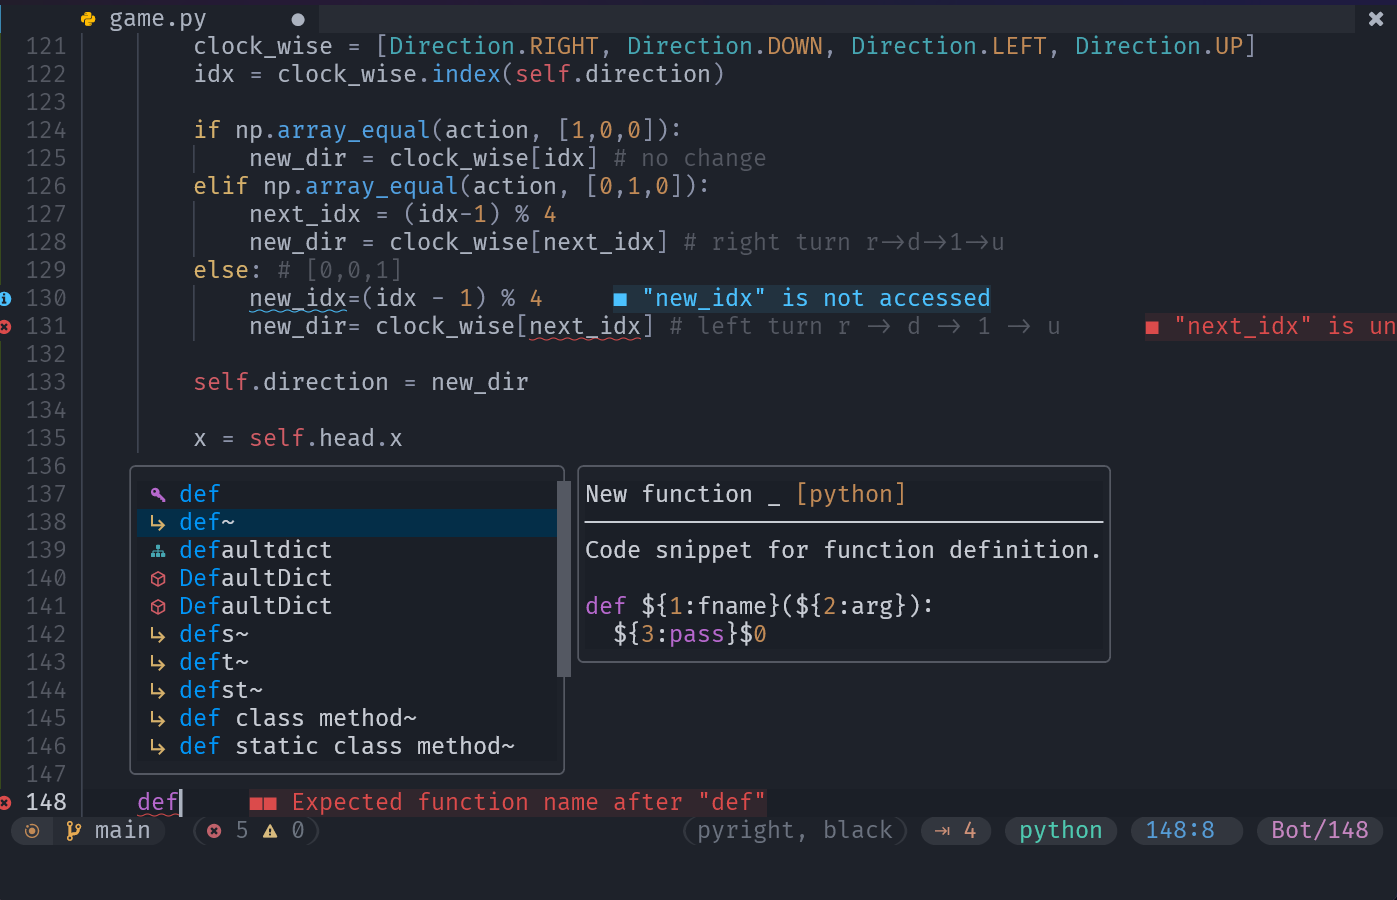 game.py
121 clock_wise = [Direction.RIGHT, Direction.DOWN, Direction.LEFT, Direction.UP]
122 idx = clock_wise.index(self.direction)
123
124 if np.array_equal(action, [1,0,0]):
125 new_dir = clock_wise[idx] # no change
126 elif np.array_equal(action, [0,1,0]):
127 next_idx = (idx-1) % 4
128 new_dir = clock_wise[next_idx] # right turn r->d->1->u
129 else: # [0,0,1]
130 new_idx=(idx - 1) % 4 ■ "new_idx" is not accessed
131 new_dir= clock_wise[next_idx] # left turn r -> d -> 1 -> u ■ "next_idx" is un
132
133 self.direction = new_dir
134
135 x = self.head.x
136
137 def New function _ [python]
138 def~
139 defaultdict Code snippet for function definition.
140 DefaultDict
141 DefaultDict def ${1:fname}(${2:arg}):
142 defs~ ${3:pass}$0
143 deft~
144 defst~
145 def class method~
146 def static class method~
147
148 def ■■ Expected function name after "def"
main 5 0 (pyright, black) 4 python 148:8 Bot/148